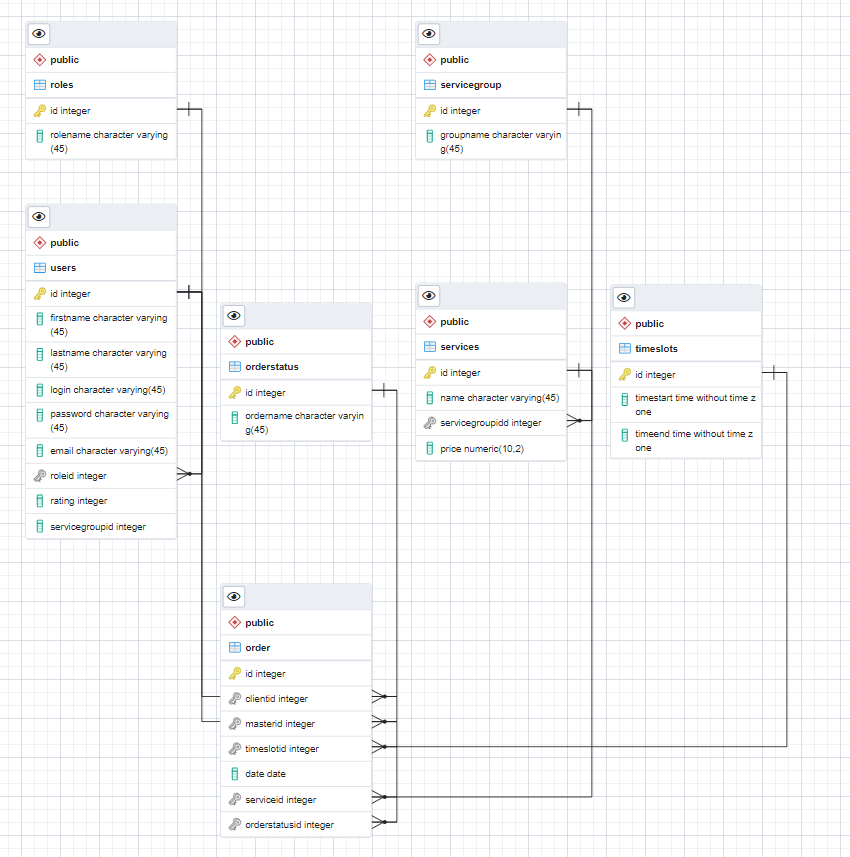 public
roles
id integer
rolename character varying
(45)
public
servicegroup
id integer
groupname character varyin
g(45)
public
users
id integer
firstname character varying
(45)
lastname character varying
(45)
login character varying(45)
password character varying
(45)
email character varying(45)
roleid integer
rating integer
servicegroupid integer
public
orderstatus
id integer
ordername character varyin
g(45)
public
services
id integer
name character varying(45)
servicegroupidd integer
price numeric(10,2)
public
timeslots
id integer
timestart time without time z
one
timeend time without time z
one
public
order
id integer
clientid integer
masterid integer
timeslotid integer
date date
serviceid integer
orderstatusid integer